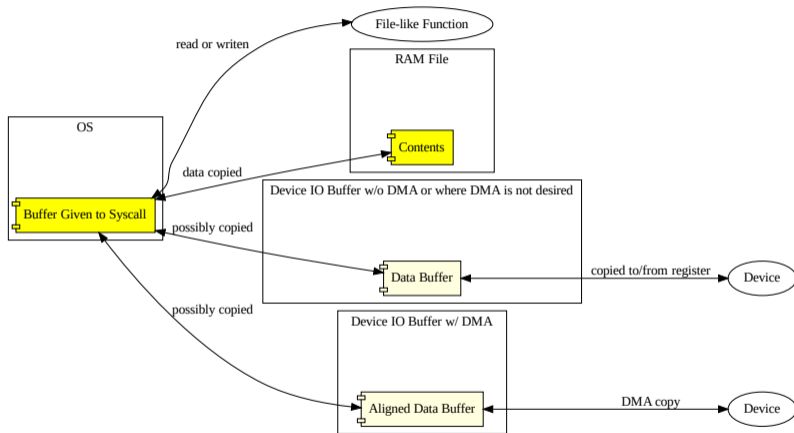 File-like Function
read or writen
RAM File
OS
Contents
data copied
Device IO Buffer w/o DMA or where DMA is not desired
Buffer Given to Syscall
possibly copied
Data Buffer
copied to/from register
Device
possibly copied
Device IO Buffer w/ DMA
Aligned Data Buffer
DMA copy
Device